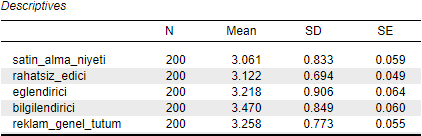 Descriptives
N Mean SD SE
satin_alma_niyeti 200 3.061 0.833 0.059
rahatsiz_edici 200 3.122 0.694 0.049
eglendirici 200 3.218 0.906 0.064
bilgilendirici 200 3.470 0.849 0.060
reklam_genel_tutum 200 3.258 0.773 0.055